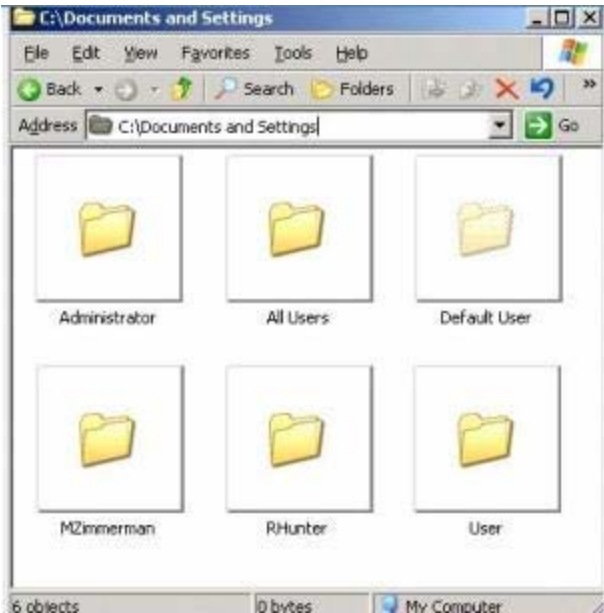 C:\Documents and Settings
File Edit View Favorites Tools Help
Back Search Folders »
Address C:\Documents and Settings Go
Administrator All Users Default User
MZimmerman RHunter User
6 objects 0 bytes My Computer